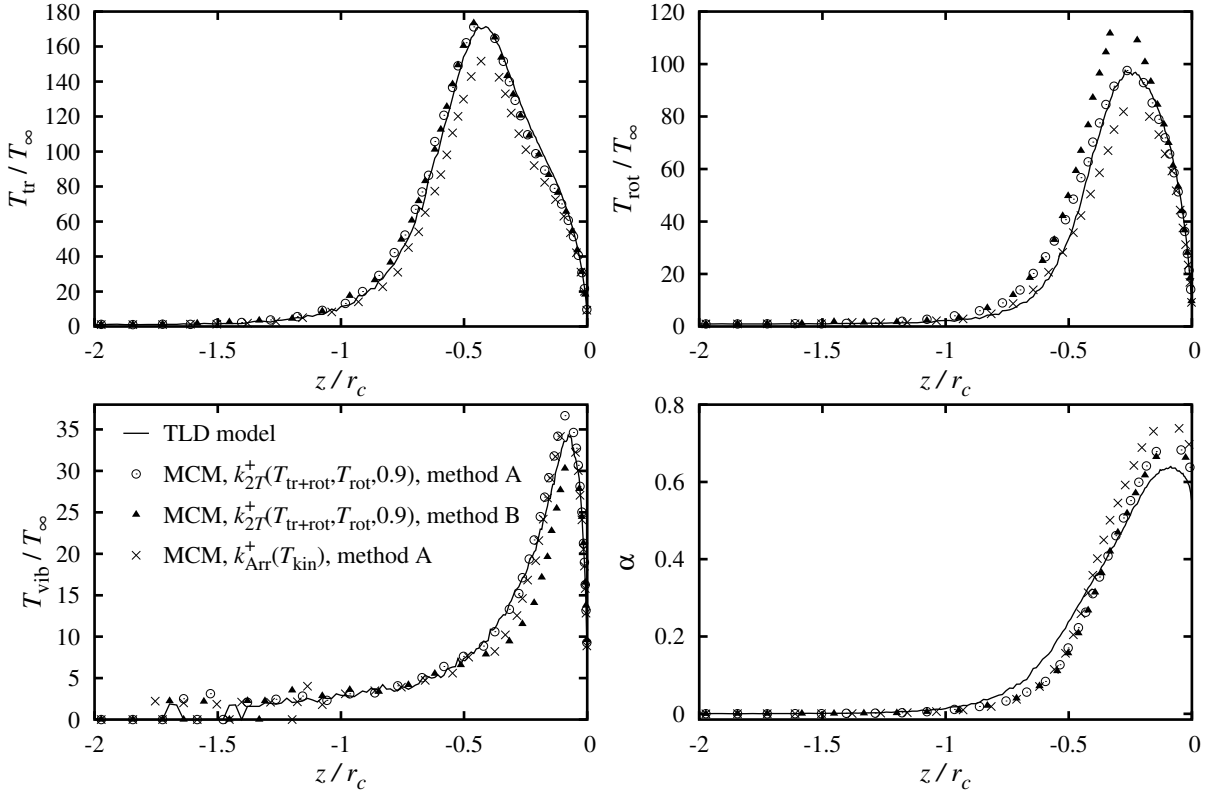 180
160
140
120
100
80
60
40
20
0
T_tr / T_∞
-2 -1.5 -1 -0.5 0
z / r_c
120
100
80
60
40
20
0
T_rot / T_∞
-2 -1.5 -1 -0.5 0
z / r_c
35
30
25
20
15
10
5
0
T_vib / T_∞
TLD model
MCM, k_2T^+(T_tr+rot,T_rot,0.9), method A
MCM, k_2T^+(T_tr+rot,T_rot,0.9), method B
MCM, k_Arr^+(T_kin), method A
-2 -1.5 -1 -0.5 0
z / r_c
0.8
0.6
0.4
0.2
0
α
-2 -1.5 -1 -0.5 0
z / r_c